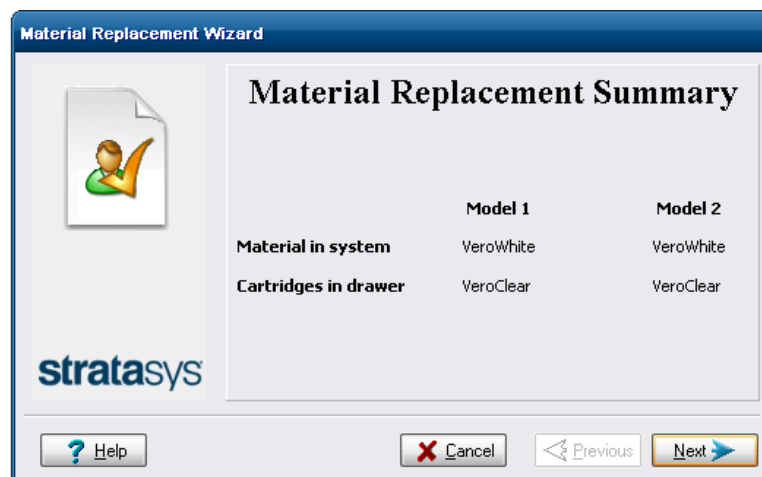 Material Replacement Wizard
Material Replacement Summary
Model 1 Model 2
Material in system VeroWhite VeroWhite
Cartridges in drawer VeroClear VeroClear
stratasys
? Help Cancel Previous Next